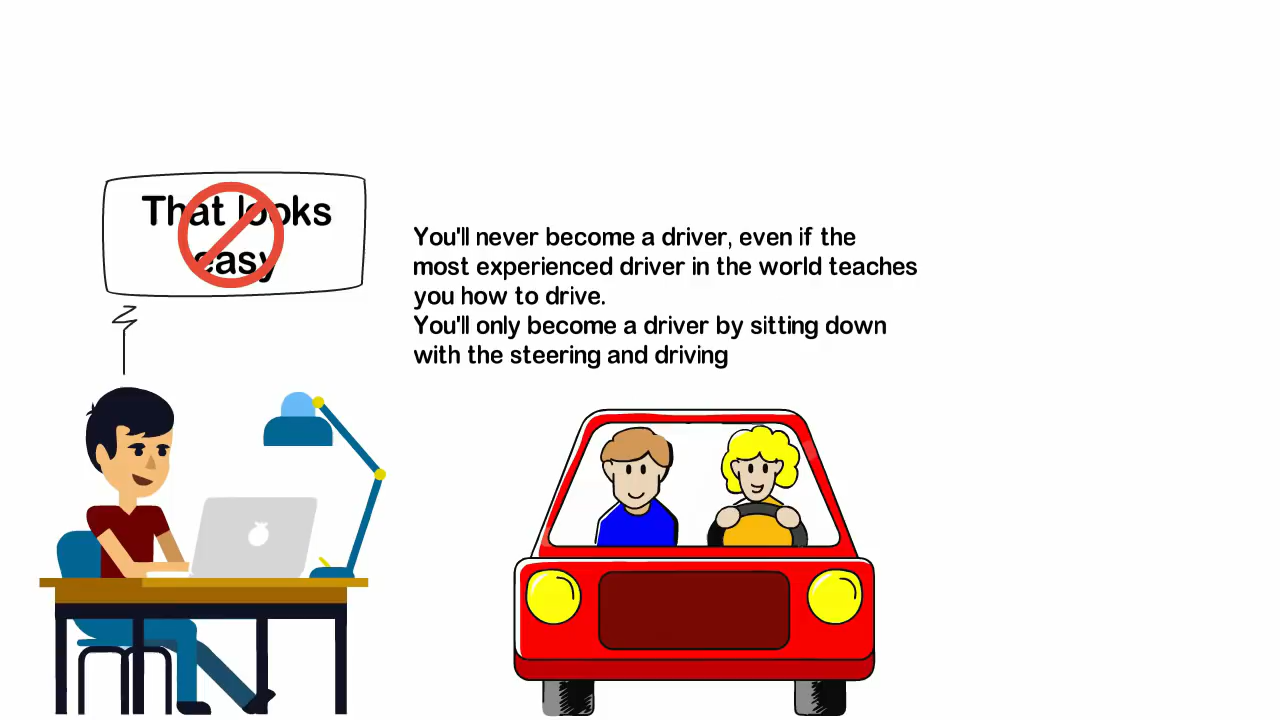 That looks
easy
You'll never become a driver, even if the
most experienced driver in the world teaches
you how to drive.
You'll only become a driver by sitting down
with the steering and driving